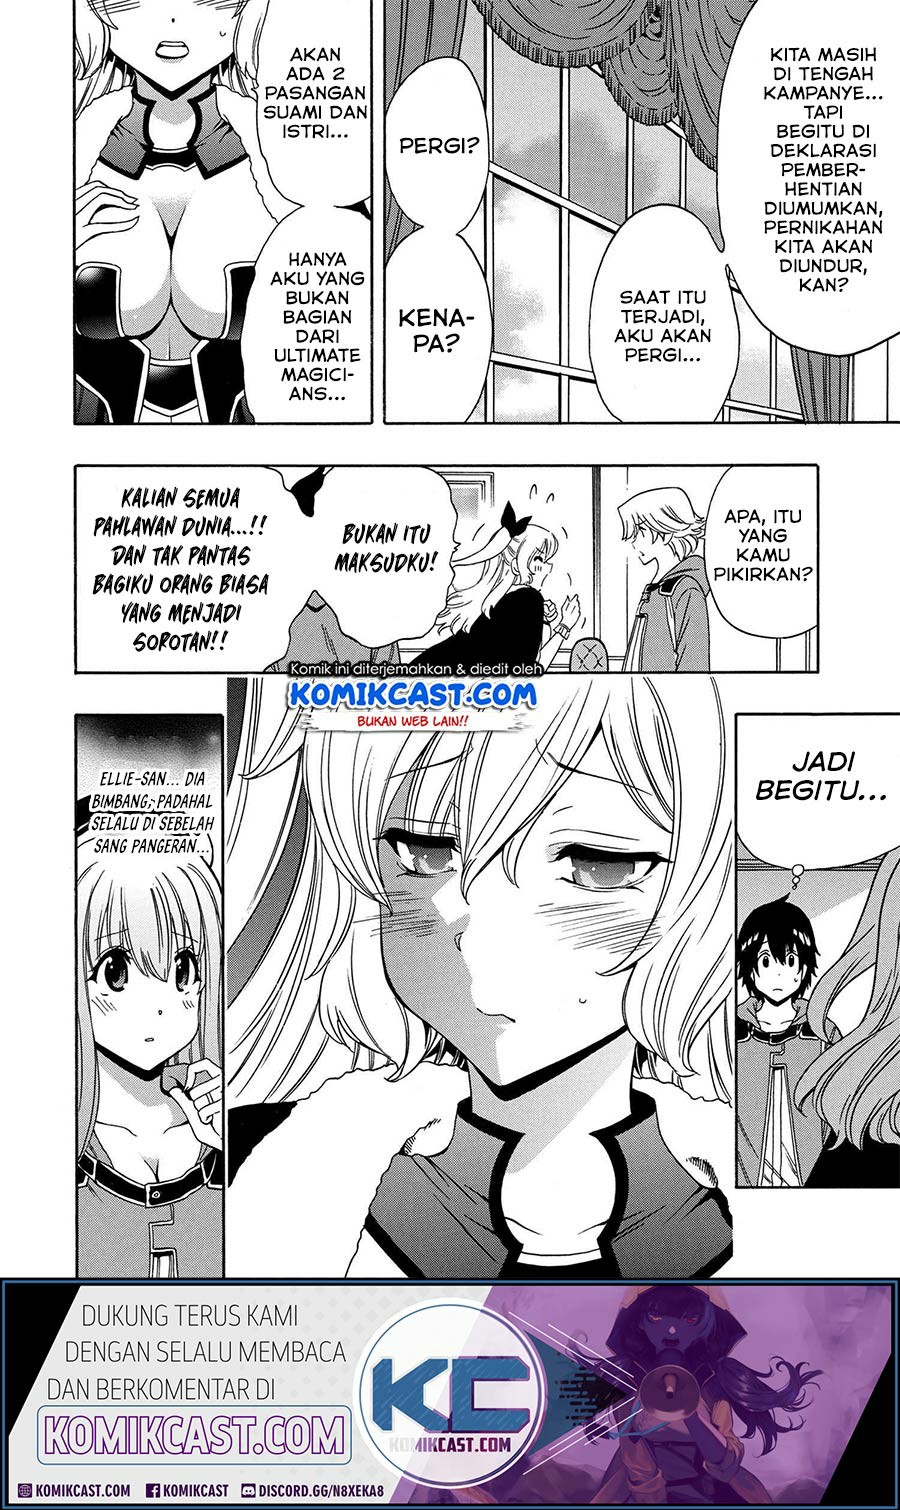 KITA MASIH
DI TENGAH
KAMPANYE...
TAPI
BEGITU DI
DEKLARASI
PEMBER-
HENTIAN
DIUMUMKAN,
PERNIKAHAN
KITA AKAN
DIUNDUR,
KAN?
SAAT ITU
TERJADI,
AKU AKAN
PERGI...
PERGI?
KENA-
PA?
AKAN
ADA 2
PASANGAN
SUAMI DAN
ISTRI...
HANYA
AKU YANG
BUKAN
BAGIAN
DARI
ULTIMATE
MAGICI-
ANS...
APA, ITU
YANG
KAMU
PIKIRKAN?
BUKAN ITU
MAKSUDKU!
KALIAN SEMUA
PAHLAWAN DUNIA...!!
DAN TAK PANTAS
BAGIKU ORANG BIASA
YANG MENJADI
SOROTAN!!
Komik ini diterjemahkan & diedit oleh
KOMIKCAST.COM
BUKAN WEB LAIN!!
JADI
BEGITU...
ELLIE-SAN... DIA
BIMBANG, PADAHAL
SELALU DI SEBELAH
SANG PANGERAN...
DUKUNG TERUS KAMI
DENGAN SELALU MEMBACA
DAN BERKOMENTAR DI
KOMIKCAST.COM
KC
KOMIKCAST.COM
KOMIKCAST.COM
KOMIKCAST
DISCORD.GG/N8XEKA8